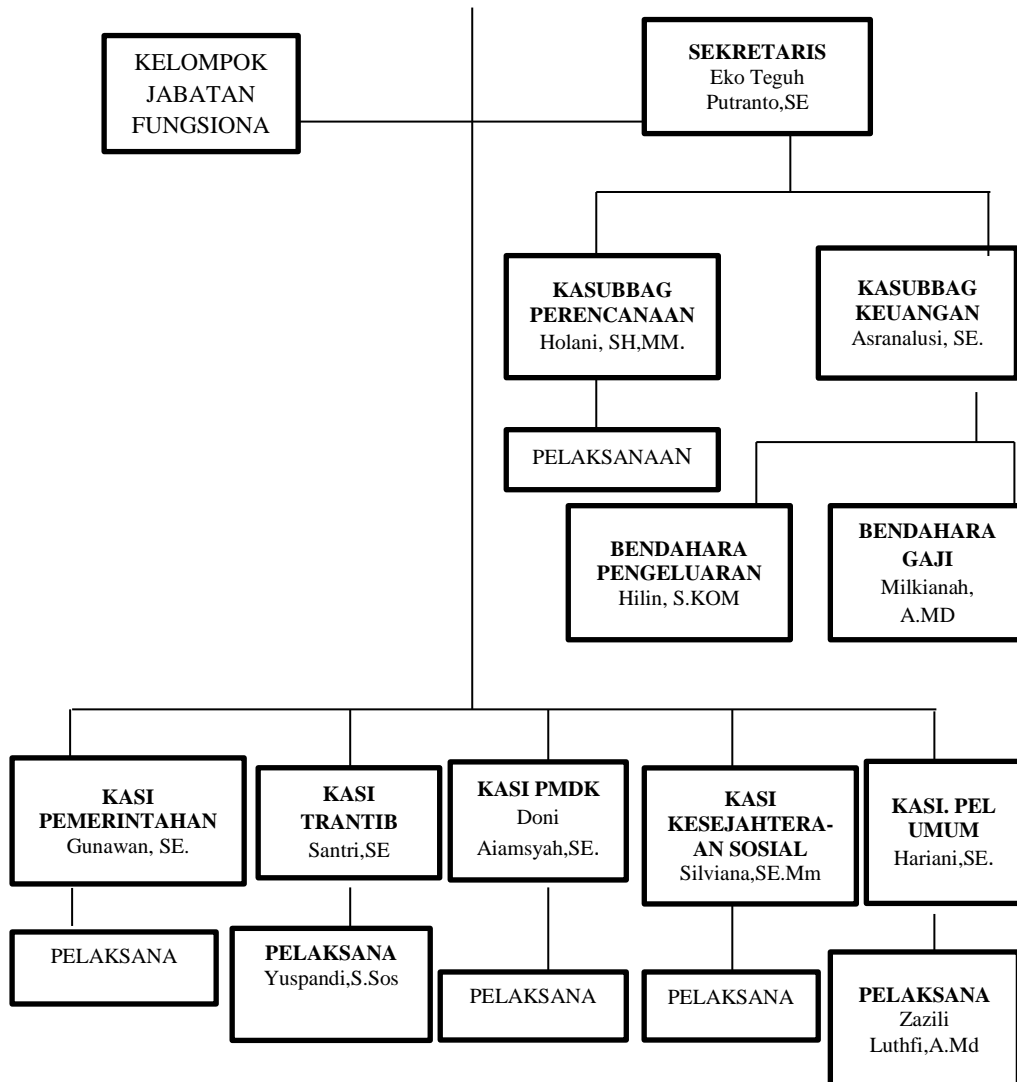 KELOMPOK
JABATAN
FUNGSIONA
SEKRETARIS
Eko Teguh
Putranto,SE
KASUBBAG
PERENCANAAN
Holani, SH,MM.
KASUBBAG
KEUANGAN
Asranalusi, SE.
PELAKSANAAN
BENDAHARA
PENGELUARAN
Hilin, S.KOM
BENDAHARA
GAJI
Milkianah,
A.MD
KASI
PEMERINTAHAN
Gunawan, SE.
KASI
TRANTIB
Santri,SE
KASI PMDK
Doni
Aiamsyah,SE.
KASI
KESEJAHTERA-
AN SOSIAL
Silviana,SE.Mm
KASI. PEL
UMUM
Hariani,SE.
PELAKSANA
PELAKSANA
Yuspandi,S.Sos
PELAKSANA
PELAKSANA
PELAKSANA
Zazili
Luthfi,A.Md